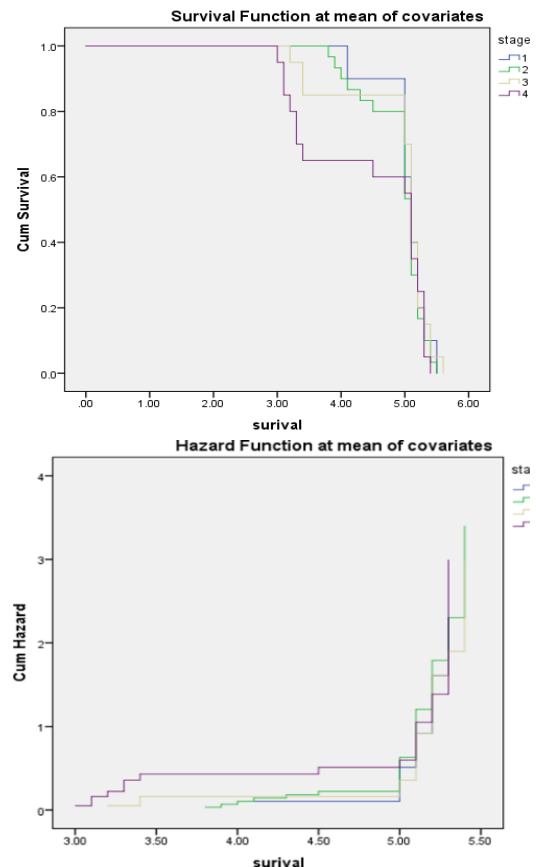 Survival Function at mean of covariates
stage
1
2
3
4
Cum Survival
1.0
0.8
0.6
0.4
0.2
0.0
.00 1.00 2.00 3.00 4.00 5.00 6.00
surival
Hazard Function at mean of covariates
sta
Cum Hazard
4
3
2
1
0
3.00 3.50 4.00 4.50 5.00 5.50
surival